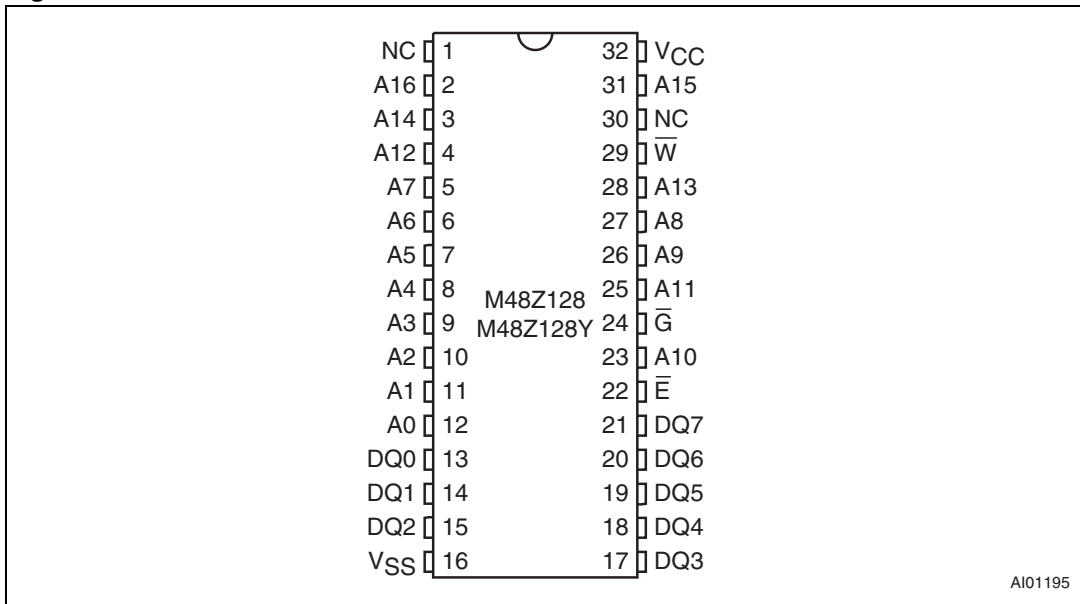 NC 1 32 VCC
A16 2 31 A15
A14 3 30 NC
A12 4 29 W̅
A7 5 28 A13
A6 6 27 A8
A5 7 26 A9
A4 8 25 A11
M48Z128
A3 9 24 G̅
M48Z128Y
A2 10 23 A10
A1 11 22 E̅
A0 12 21 DQ7
DQ0 13 20 DQ6
DQ1 14 19 DQ5
DQ2 15 18 DQ4
VSS 16 17 DQ3
AI01195